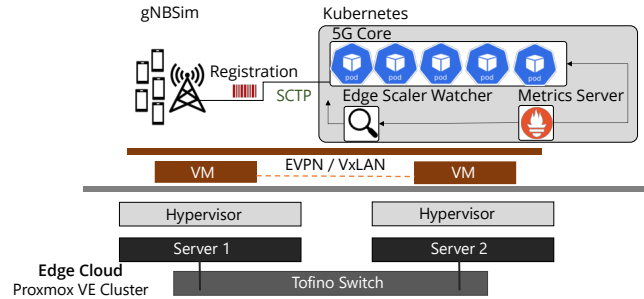 gNBSim
Kubernetes
5G Core
pod pod pod pod pod
Registration
SCTP
Edge Scaler Watcher
Metrics Server
EVPN / VxLAN
VM
VM
Hypervisor
Hypervisor
Server 1
Server 2
Edge Cloud
Proxmox VE Cluster
Tofino Switch